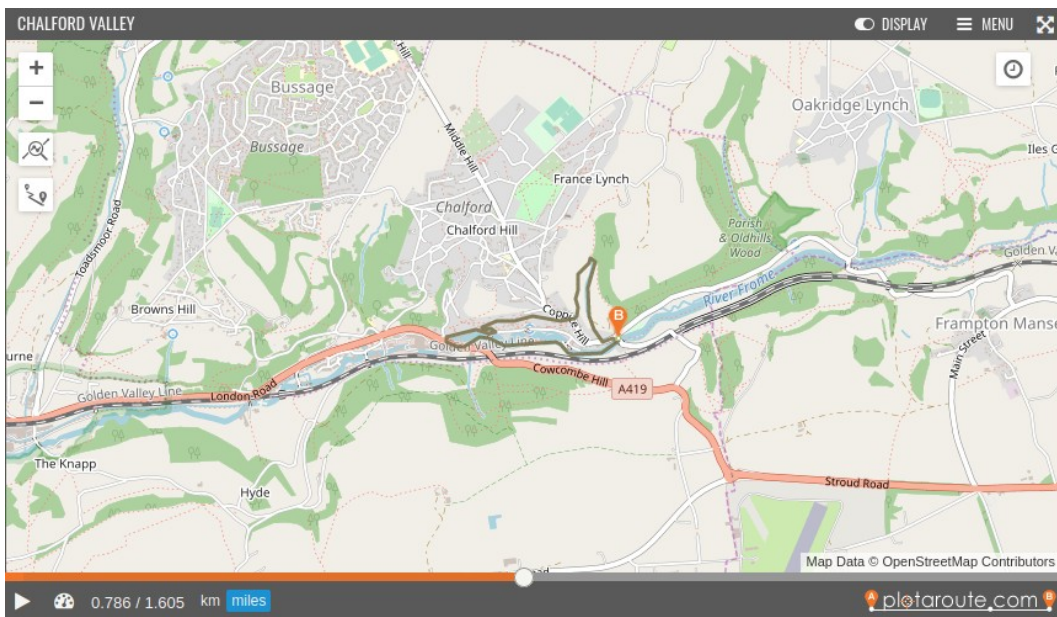 CHALFORD VALLEY
DISPLAY
MENU
+
−
Bussage
Bussage
Middle Hill
Hill
Oakridge Lynch
Iles G
France Lynch
Chalford
Chalford Hill
Toadsmoor Road
Parish
& Oldhills
Wood
Golden Va
River Frome
Browns Hill
Coppice Hill
B
Frampton Manse
Main Street
Golden Valley Line
ourne
Golden Valley Line
London Road
Cowcombe Hill
A419
The Knapp
Hyde
Stroud Road
Map Data © OpenStreetMap Contributors
0.786 / 1.605 km miles
A plotaroute.com B